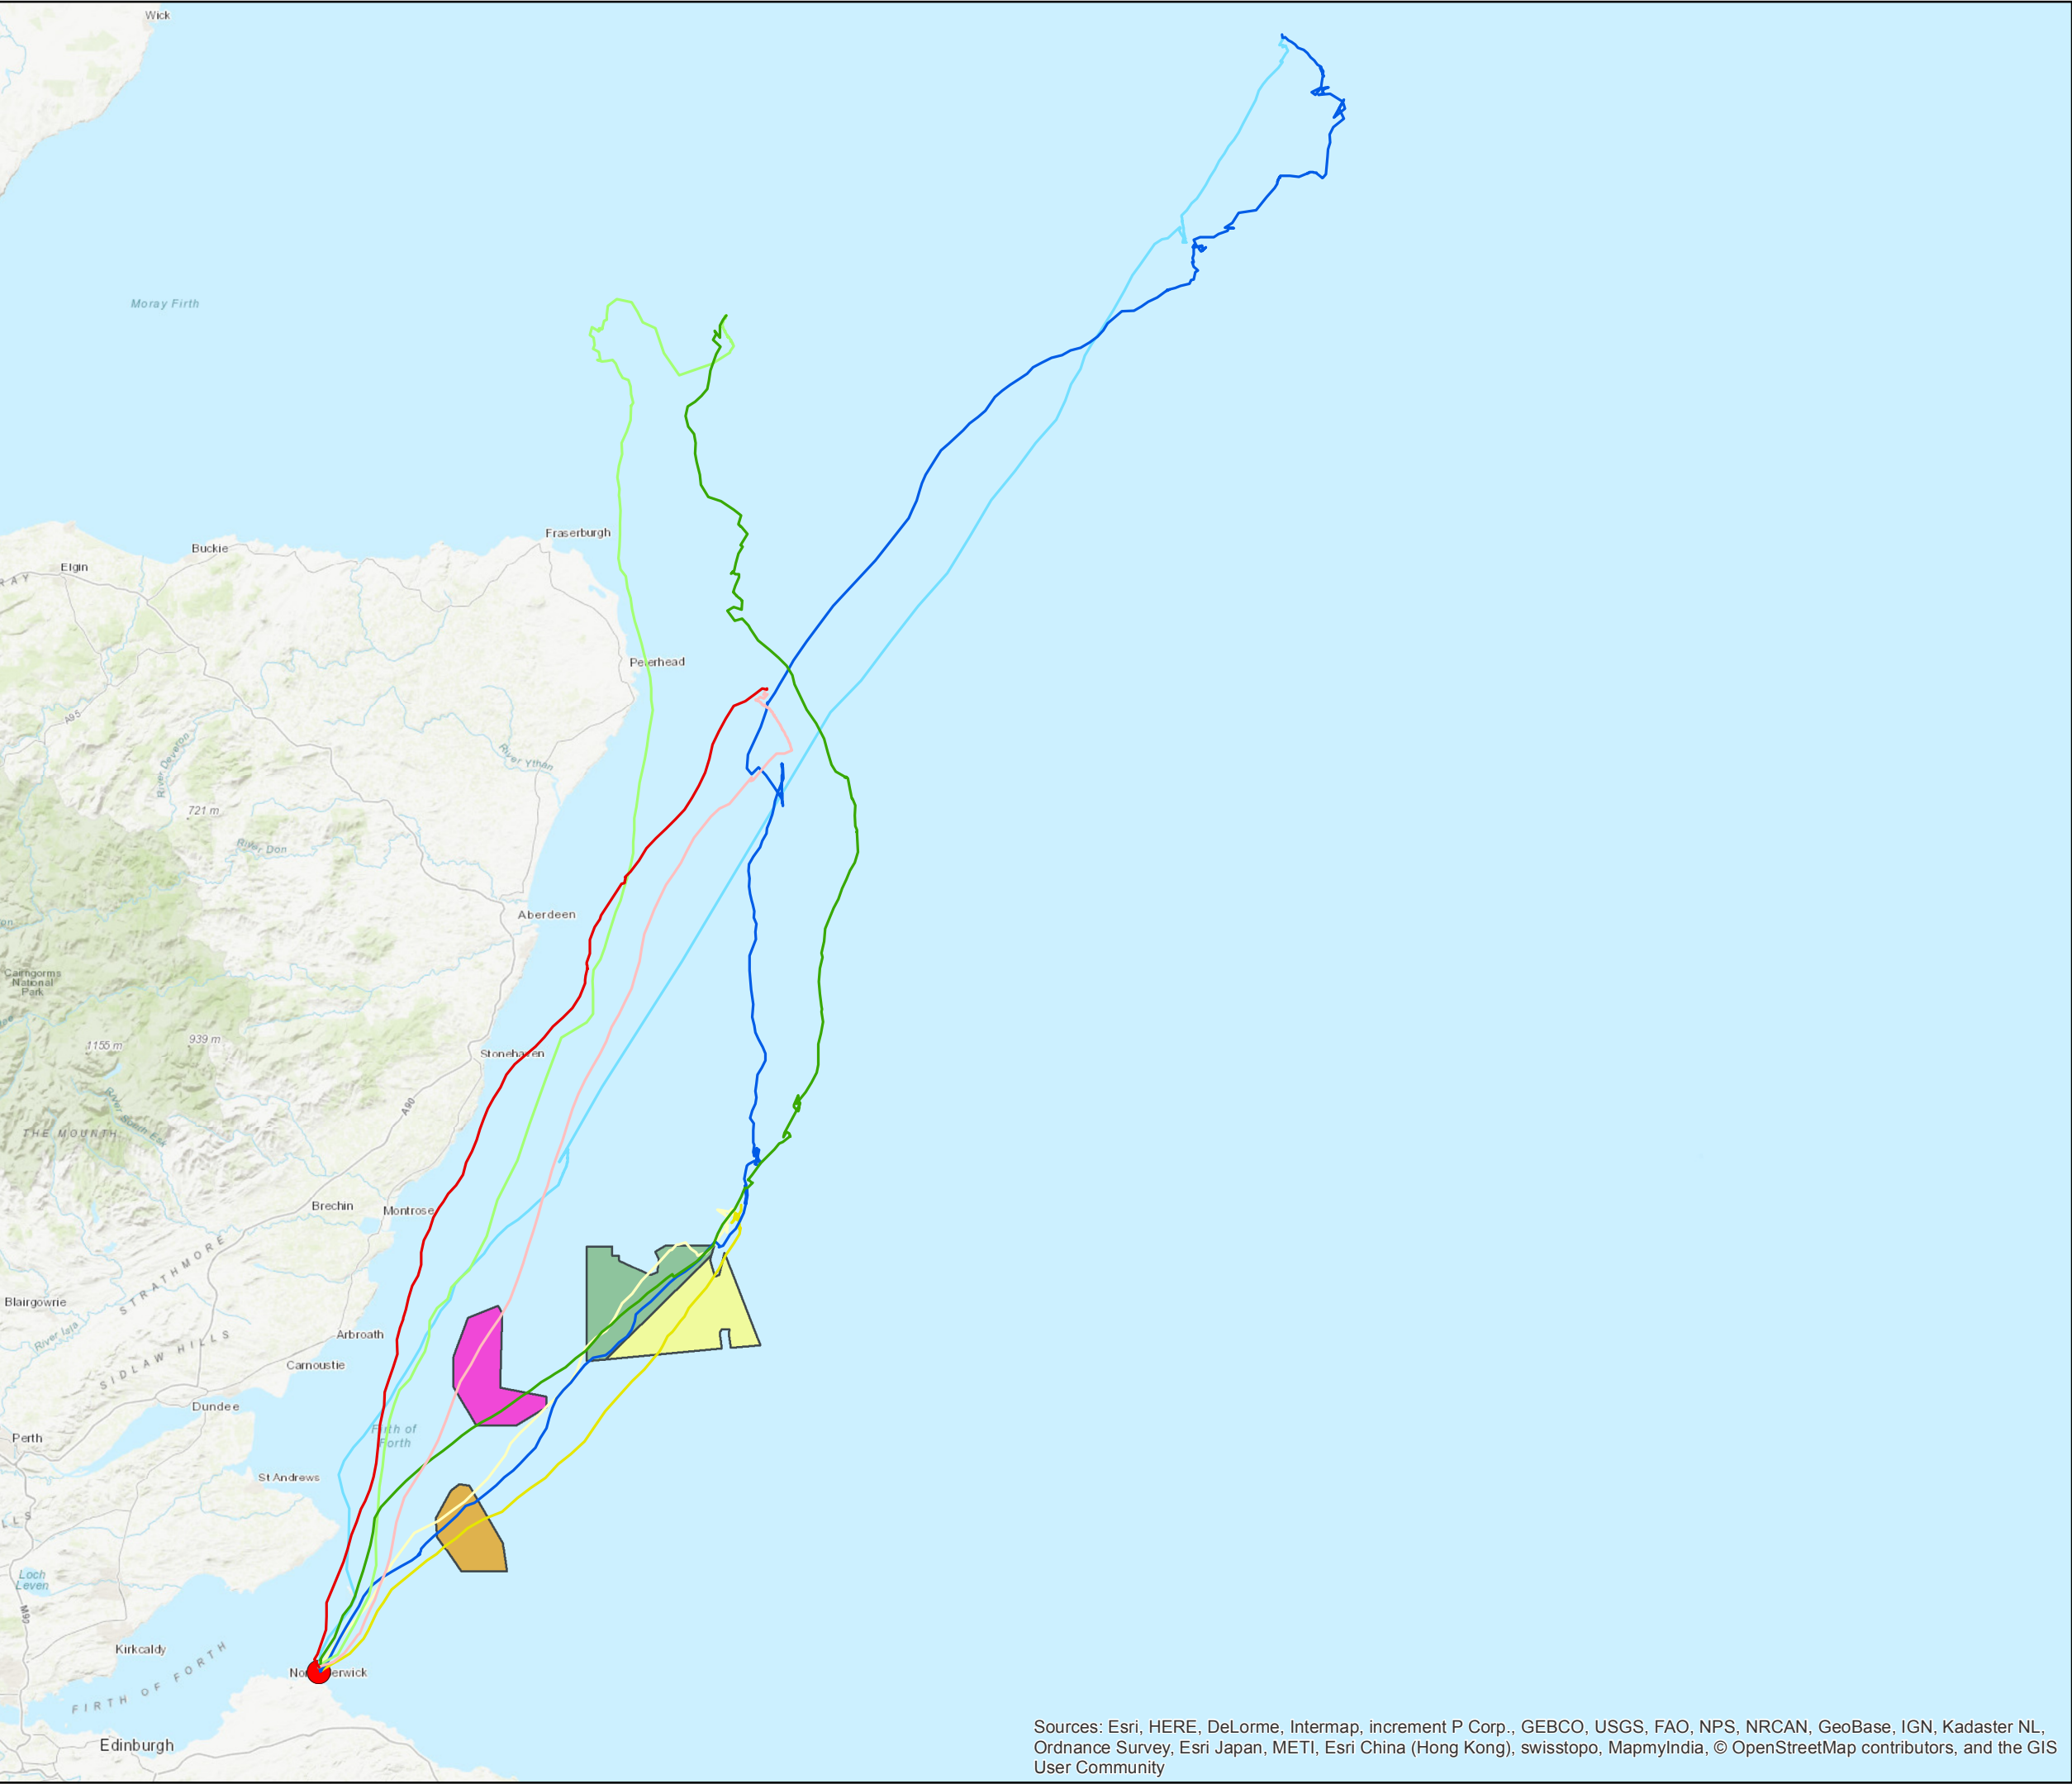 Wick
Moray Firth
Fraserburgh
Buckie
Elgin
Peterhead
A95
River Deveron
River Ythan
721 m
River Don
Aberdeen
Cairngorms
National
Park
939 m
1155 m
Stonehaven
A90
River South Esk
THE MOUNTH
Brechin
Montrose
STRATHMORE
Blairgowrie
River Isla
Arbroath
SIDLAW HILLS
Carnoustie
Dundee
Firth of
Forth
Perth
St Andrews
Loch
Leven
M90
Kirkcaldy
FIRTH OF FORTH
Edinburgh
Sources: Esri, HERE, DeLorme, Intermap, increment P Corp., GEBCO, USGS, FAO, NPS, NRCAN, GeoBase, IGN, Kadaster NL,
Ordnance Survey, Esri Japan, METI, Esri China (Hong Kong), swisstopo, MapmyIndia, © OpenStreetMap contributors, and the GIS
User Community